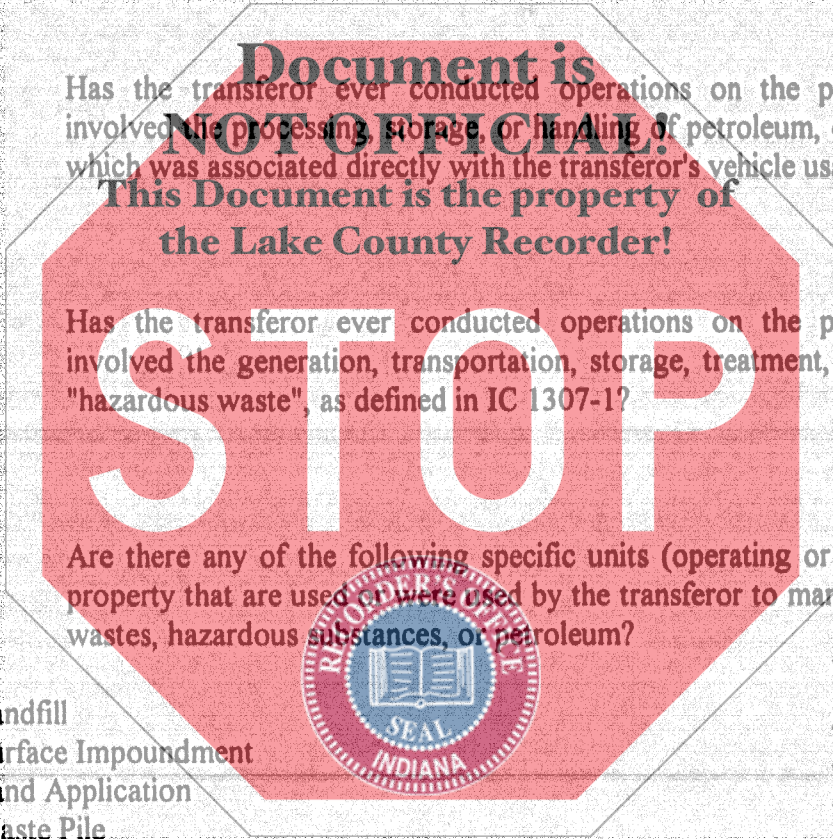 Document is
Has the transferor ever conducted operations on the p
NOT OFFICIAL!
involved the processing, storage, or handling of petroleum,
which was associated directly with the transferor's vehicle us
This Document is the property of
the Lake County Recorder!
STOP
Has the transferor ever conducted operations on the p
involved the generation, transportation, storage, treatment,
"hazardous waste", as defined in IC 1307-1?
Are there any of the following specific units (operating or
property that are used or were used by the transferor to mar
wastes, hazardous substances, or petroleum?
RECORDER'S OFFICE
SEAL
INDIANA
andfill
urface Impoundment
and Application
aste Pile